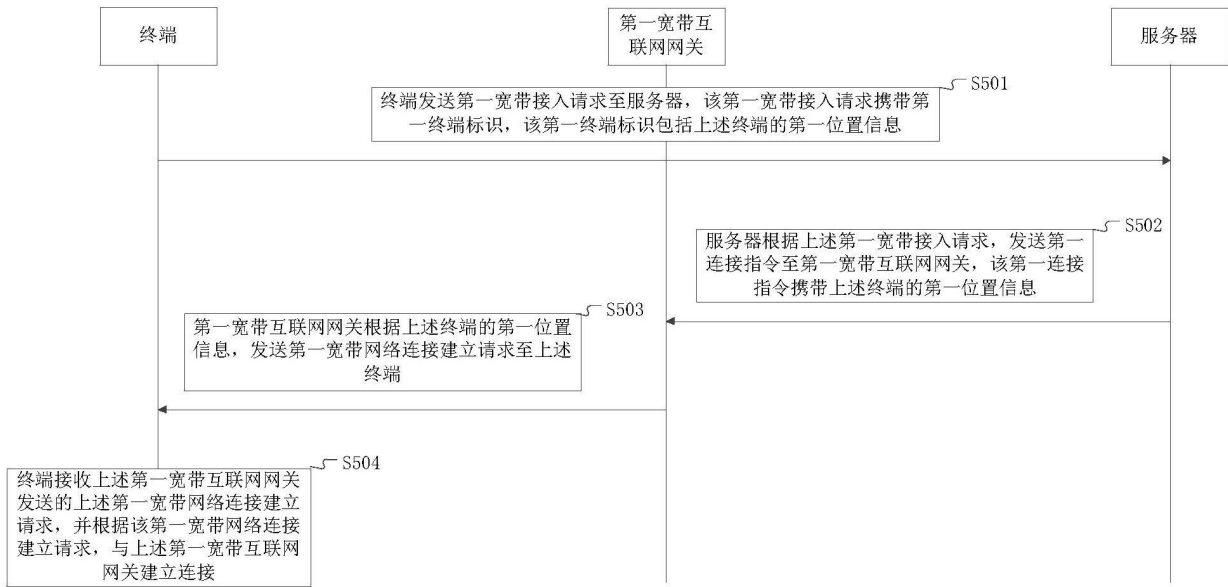 终端
第一宽带互
联网网关
服务器
S501
终端发送第一宽带接入请求至服务器，该第一宽带接入请求携带第
一终端标识，该第一终端标识包括上述终端的第一位置信息
S502
服务器根据上述第一宽带接入请求，发送第一
连接指令至第一宽带互联网网关，该第一连接
指令携带上述终端的第一位置信息
S503
第一宽带互联网网关根据上述终端的第一位置
信息，发送第一宽带网络连接建立请求至上述
终端
S504
终端接收上述第一宽带互联网网关
发送的上述第一宽带网络连接建立
请求，并根据该第一宽带网络连接
建立请求，与上述第一宽带互联网
网关建立连接